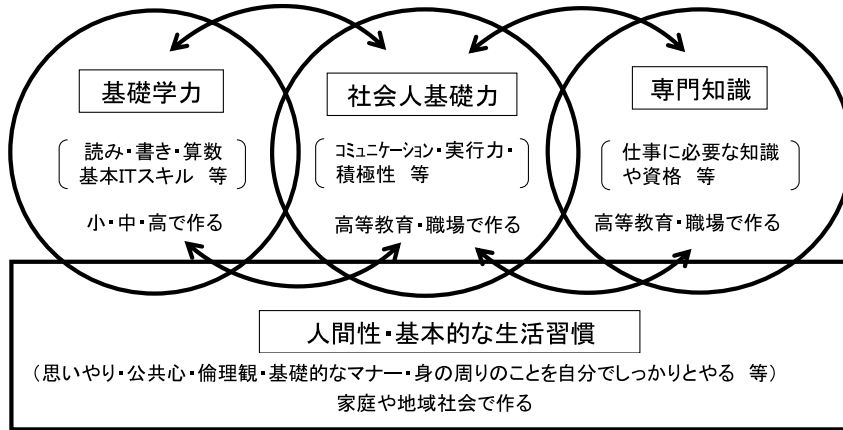 基礎学力
読み・書き・算数
基本ITスキル 等
小・中・高で作る
社会人基礎力
コミュニケーション・実行力・
積極性 等
高等教育・職場で作る
専門知識
仕事に必要な知識
や資格 等
高等教育・職場で作る
人間性・基本的な生活習慣
(思いやり・公共心・倫理観・基礎的なマナー・身の周りのことを自分でしっかりとやる 等)
家庭や地域社会で作る